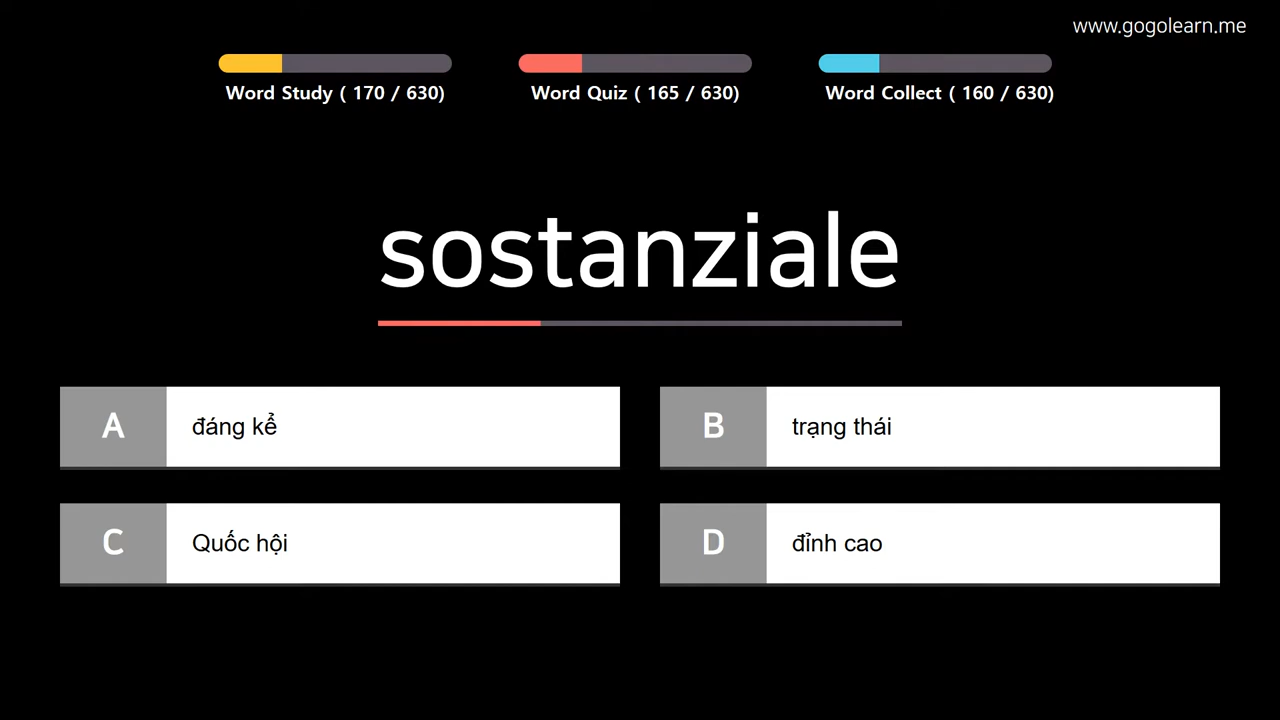 www.gogolearn.me
Word Study ( 170 / 630)
Word Quiz ( 165 / 630)
Word Collect ( 160 / 630)
sostanziale
A đáng kể
B trạng thái
C Quốc hội
D đỉnh cao